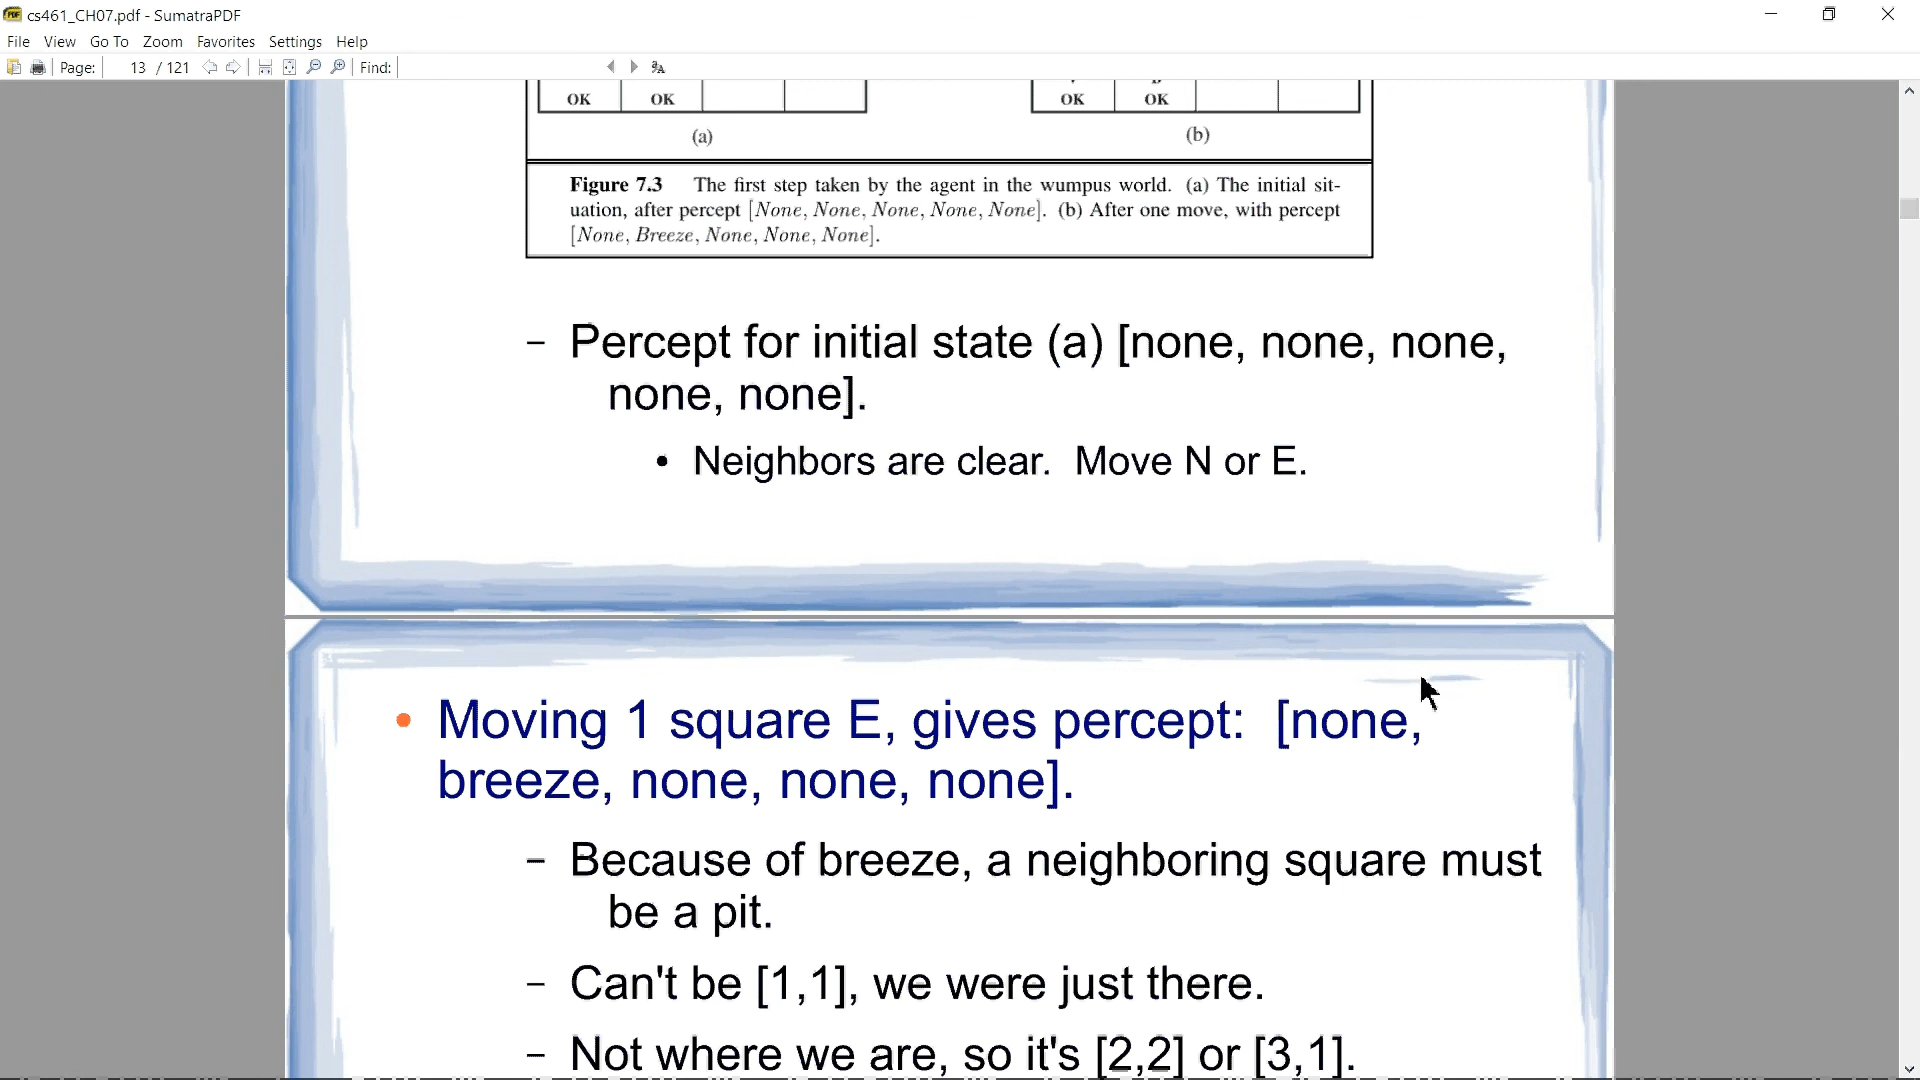 cs461_CH07.pdf - SumatraPDF
File View Go To Zoom Favorites Settings Help
Page: 13 / 121 Find:
OK OK OK OK
(a) (b)
Figure 7.3 The first step taken by the agent in the wumpus world. (a) The initial sit-
uation, after percept [None, None, None, None, None]. (b) After one move, with percept
[None, Breeze, None, None, None].
– Percept for initial state (a) [none, none, none,
none, none].
• Neighbors are clear. Move N or E.
• Moving 1 square E, gives percept: [none,
breeze, none, none, none].
– Because of breeze, a neighboring square must
be a pit.
– Can't be [1,1], we were just there.
– Not where we are, so it's [2,2] or [3,1].